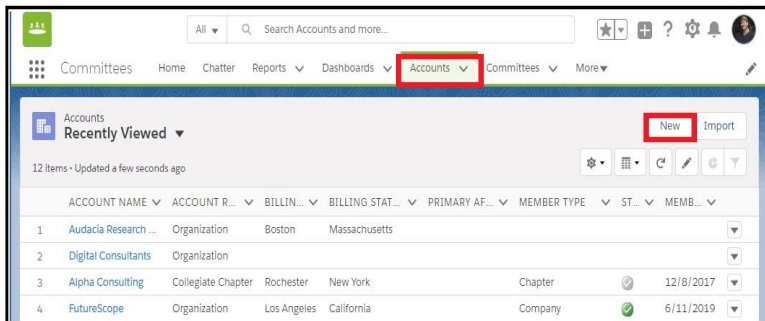 All Search Accounts and more...
Committees Home Chatter Reports Dashboards Accounts Committees More
Accounts
Recently Viewed
New Import
12 items • Updated a few seconds ago
ACCOUNT NAME ACCOUNT R... BILLIN... BILLING STAT... PRIMARY AF... MEMBER TYPE ST... MEMB...
1 Audacia Research ... Organization Boston Massachusetts
2 Digital Consultants Organization
3 Alpha Consulting Collegiate Chapter Rochester New York Chapter 12/8/2017
4 FutureScope Organization Los Angeles California Company 6/11/2019